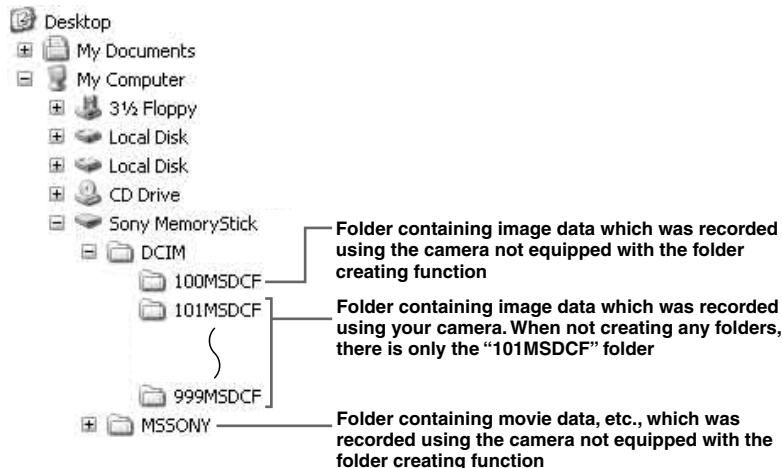 Desktop
My Documents
My Computer
3½ Floppy
Local Disk
Local Disk
CD Drive
Sony MemoryStick
DCIM
100MSDCF
101MSDCF
999MSDCF
MSSONY
Folder containing image data which was recorded
using the camera not equipped with the folder
creating function
Folder containing image data which was recorded
using your camera. When not creating any folders,
there is only the “101MSDCF” folder
Folder containing movie data, etc., which was
recorded using the camera not equipped with the
folder creating function